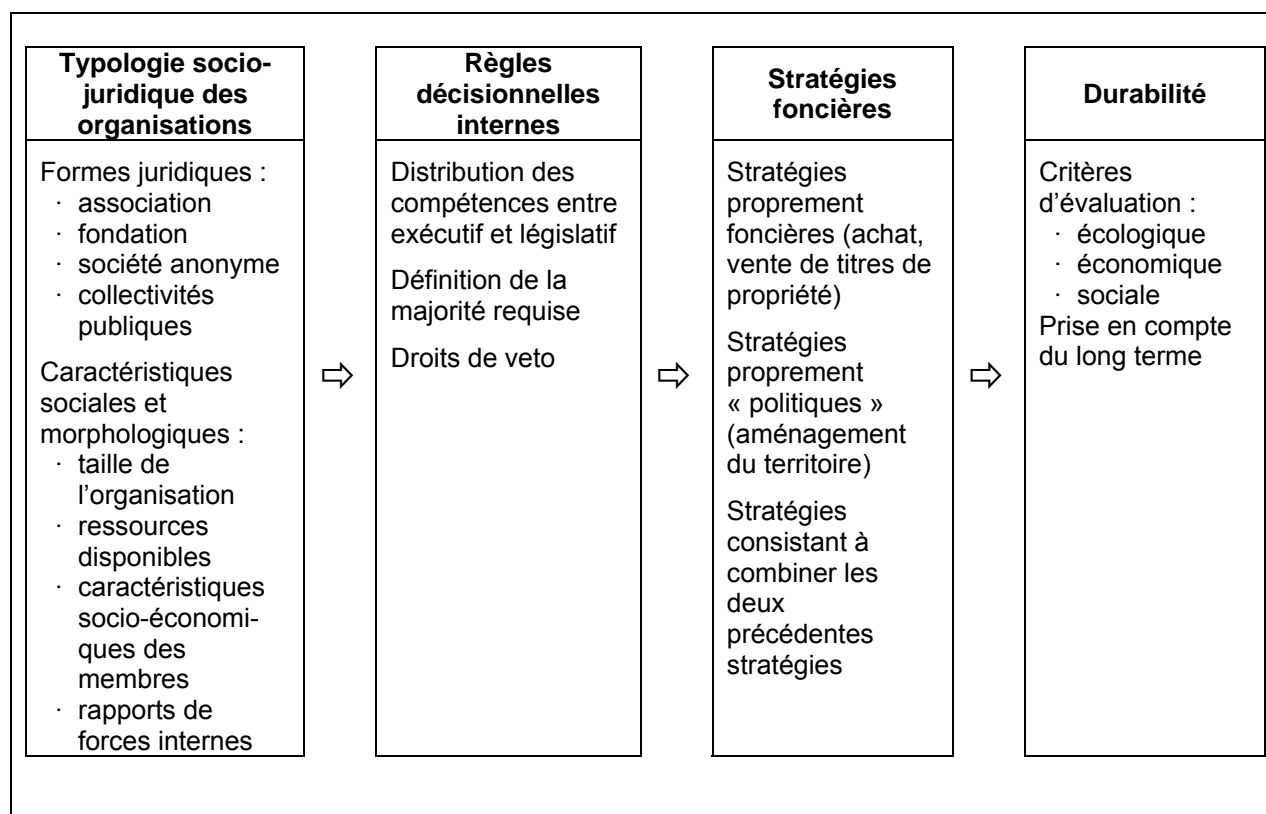 Typologie socio-
juridique des
organisations
Formes juridiques :
· association
· fondation
· société anonyme
· collectivités
publiques
Caractéristiques
sociales et
morphologiques :
· taille de
l'organisation
· ressources
disponibles
· caractéristiques
socio-économi-
ques des
membres
· rapports de
forces internes
⇨
Règles
décisionnelles
internes
Distribution des
compétences entre
exécutif et législatif
Définition de la
majorité requise
Droits de veto
⇨
Stratégies
foncières
Stratégies
proprement
foncières (achat,
vente de titres de
propriété)
Stratégies
proprement
« politiques »
(aménagement
du territoire)
Stratégies
consistant à
combiner les
deux
précédentes
stratégies
⇨
Durabilité
Critères
d'évaluation :
· écologique
· économique
· sociale
Prise en compte
du long terme